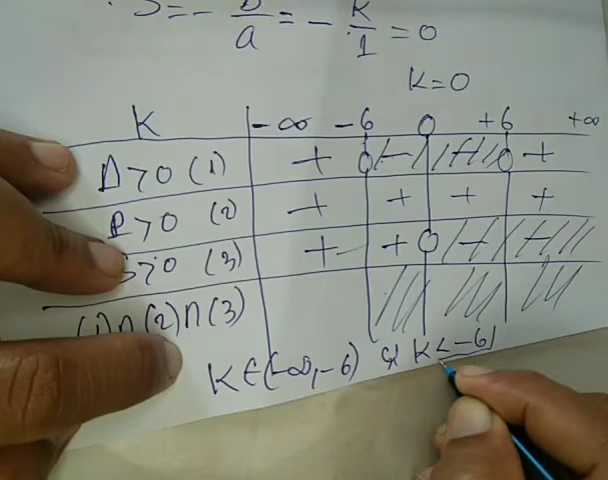 S = - b/a = - K/1 = 0
K = 0
K -∞ -6 0 +6 +∞
Δ > 0 (1) + 0 - - 0 +
P > 0 (2) + + + +
S > 0 (3) + + 0 - -
(1) ∩ (2) ∩ (3)
K ∈ (-∞, -6) K < -6